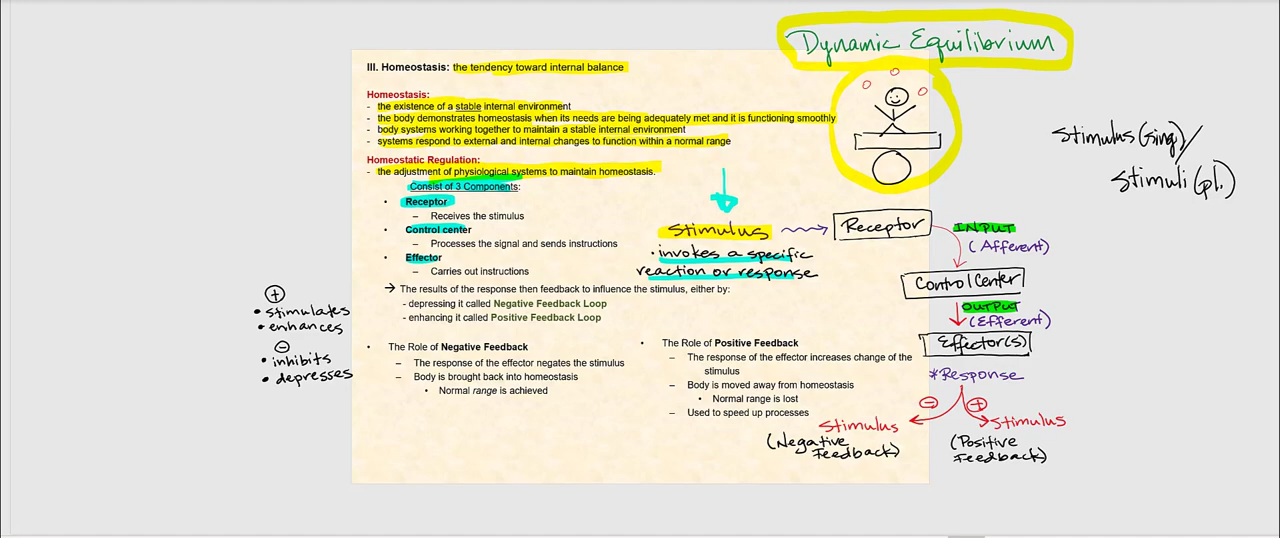 Dynamic Equilibrium
III. Homeostasis: the tendency toward internal balance
Homeostasis:
- the existence of a stable internal environment
- the body demonstrates homeostasis when its needs are being adequately met and it is functioning smoothly
- body systems working together to maintain a stable internal environment
- systems respond to external and internal changes to function within a normal range
Homeostatic Regulation:
- the adjustment of physiological systems to maintain homeostasis.
Consist of 3 Components:
• Receptor
– Receives the stimulus
• Control center
– Processes the signal and sends instructions
• Effector
– Carries out instructions
→ The results of the response then feedback to influence the stimulus, either by:
- depressing it called Negative Feedback Loop
- enhancing it called Positive Feedback Loop
• The Role of Negative Feedback
– The response of the effector negates the stimulus
– Body is brought back into homeostasis
• Normal range is achieved
• The Role of Positive Feedback
– The response of the effector increases change of the
stimulus
– Body is moved away from homeostasis
• Normal range is lost
– Used to speed up processes
+
• stimulates
• enhances
−
• inhibits
• depresses
Stimulus (sing)/
Stimuli (pl.)
Stimulus
• invokes a specific
reaction or response
Receptor
INPUT
(Afferent)
Control Center
OUTPUT
(Efferent)
Effector(s)
*Response
−
+
Stimulus
(Negative
Feedback)
Stimulus
(Positive
Feedback)